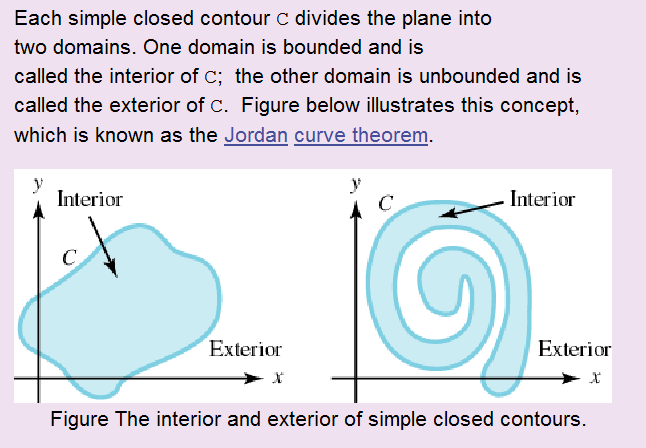 Each simple closed contour C divides the plane into
two domains. One domain is bounded and is
called the interior of C; the other domain is unbounded and is
called the exterior of C. Figure below illustrates this concept,
which is known as the Jordan curve theorem.
y
Interior
C
Exterior
x
y
C
Interior
Exterior
x
Figure The interior and exterior of simple closed contours.